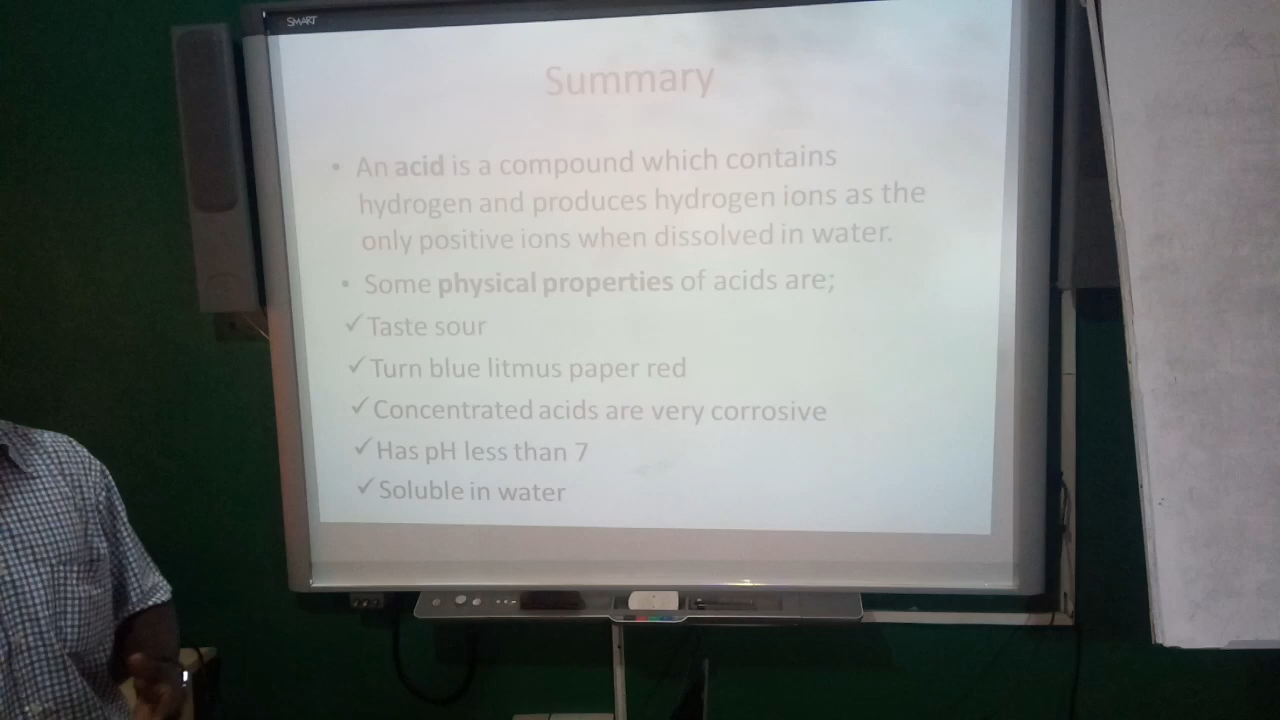 SMART
Summary
• An acid is a compound which contains
hydrogen and produces hydrogen ions as the
only positive ions when dissolved in water.
• Some physical properties of acids are;
✓ Taste sour
✓ Turn blue litmus paper red
✓ Concentrated acids are very corrosive
✓ Has pH less than 7
✓ Soluble in water